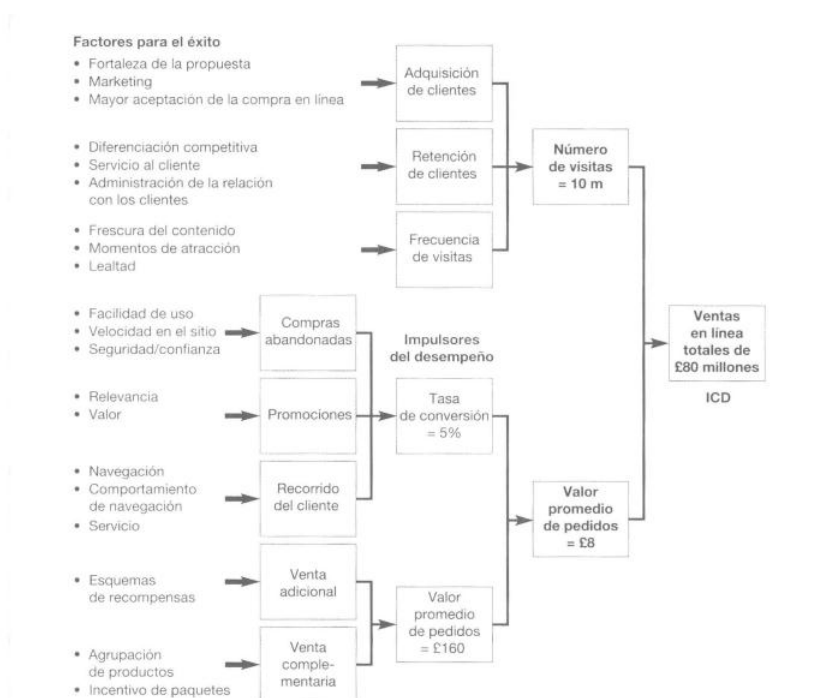 Factores para el éxito
• Fortaleza de la propuesta
• Marketing
• Mayor aceptación de la compra en línea
Adquisición
de clientes
• Diferenciación competitiva
• Servicio al cliente
• Administración de la relación
con los clientes
Retención
de clientes
Número
de visitas
= 10 m
• Frescura del contenido
• Momentos de atracción
• Lealtad
Frecuencia
de visitas
• Facilidad de uso
• Velocidad en el sitio
• Seguridad/confianza
Compras
abandonadas
Impulsores
del desempeño
Ventas
en línea
totales de
£80 millones
ICD
• Relevancia
• Valor
Promociones
Tasa
de conversión
= 5%
• Navegación
• Comportamiento
de navegación
• Servicio
Recorrido
del cliente
Valor
promedio
de pedidos
= £8
• Esquemas
de recompensas
Venta
adicional
Valor
promedio
de pedidos
= £160
• Agrupación
de productos
• Incentivo de paquetes
Venta
comple-
mentaria